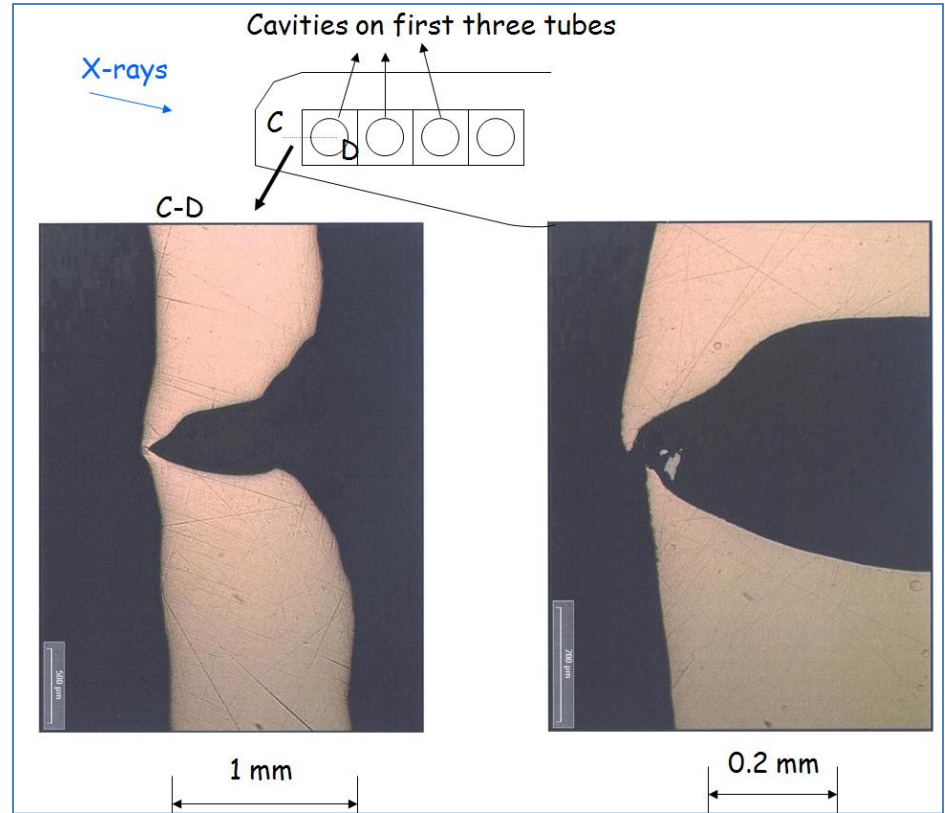 Cavities on first three tubes
X-rays
C
D
C-D
500 µm
200 µm
1 mm
0.2 mm